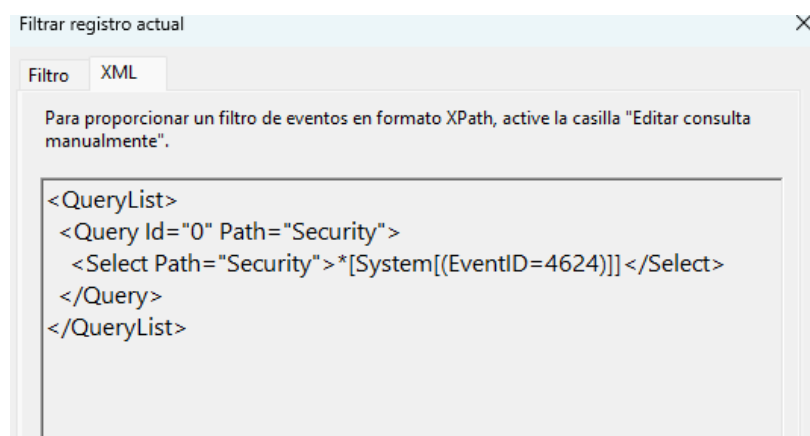 Filtrar registro actual
Filtro XML
Para proporcionar un filtro de eventos en formato XPath, active la casilla "Editar consulta
manualmente".
<QueryList>
<Query Id="0" Path="Security">
<Select Path="Security">*[System[(EventID=4624)]]</Select>
</Query>
</QueryList>